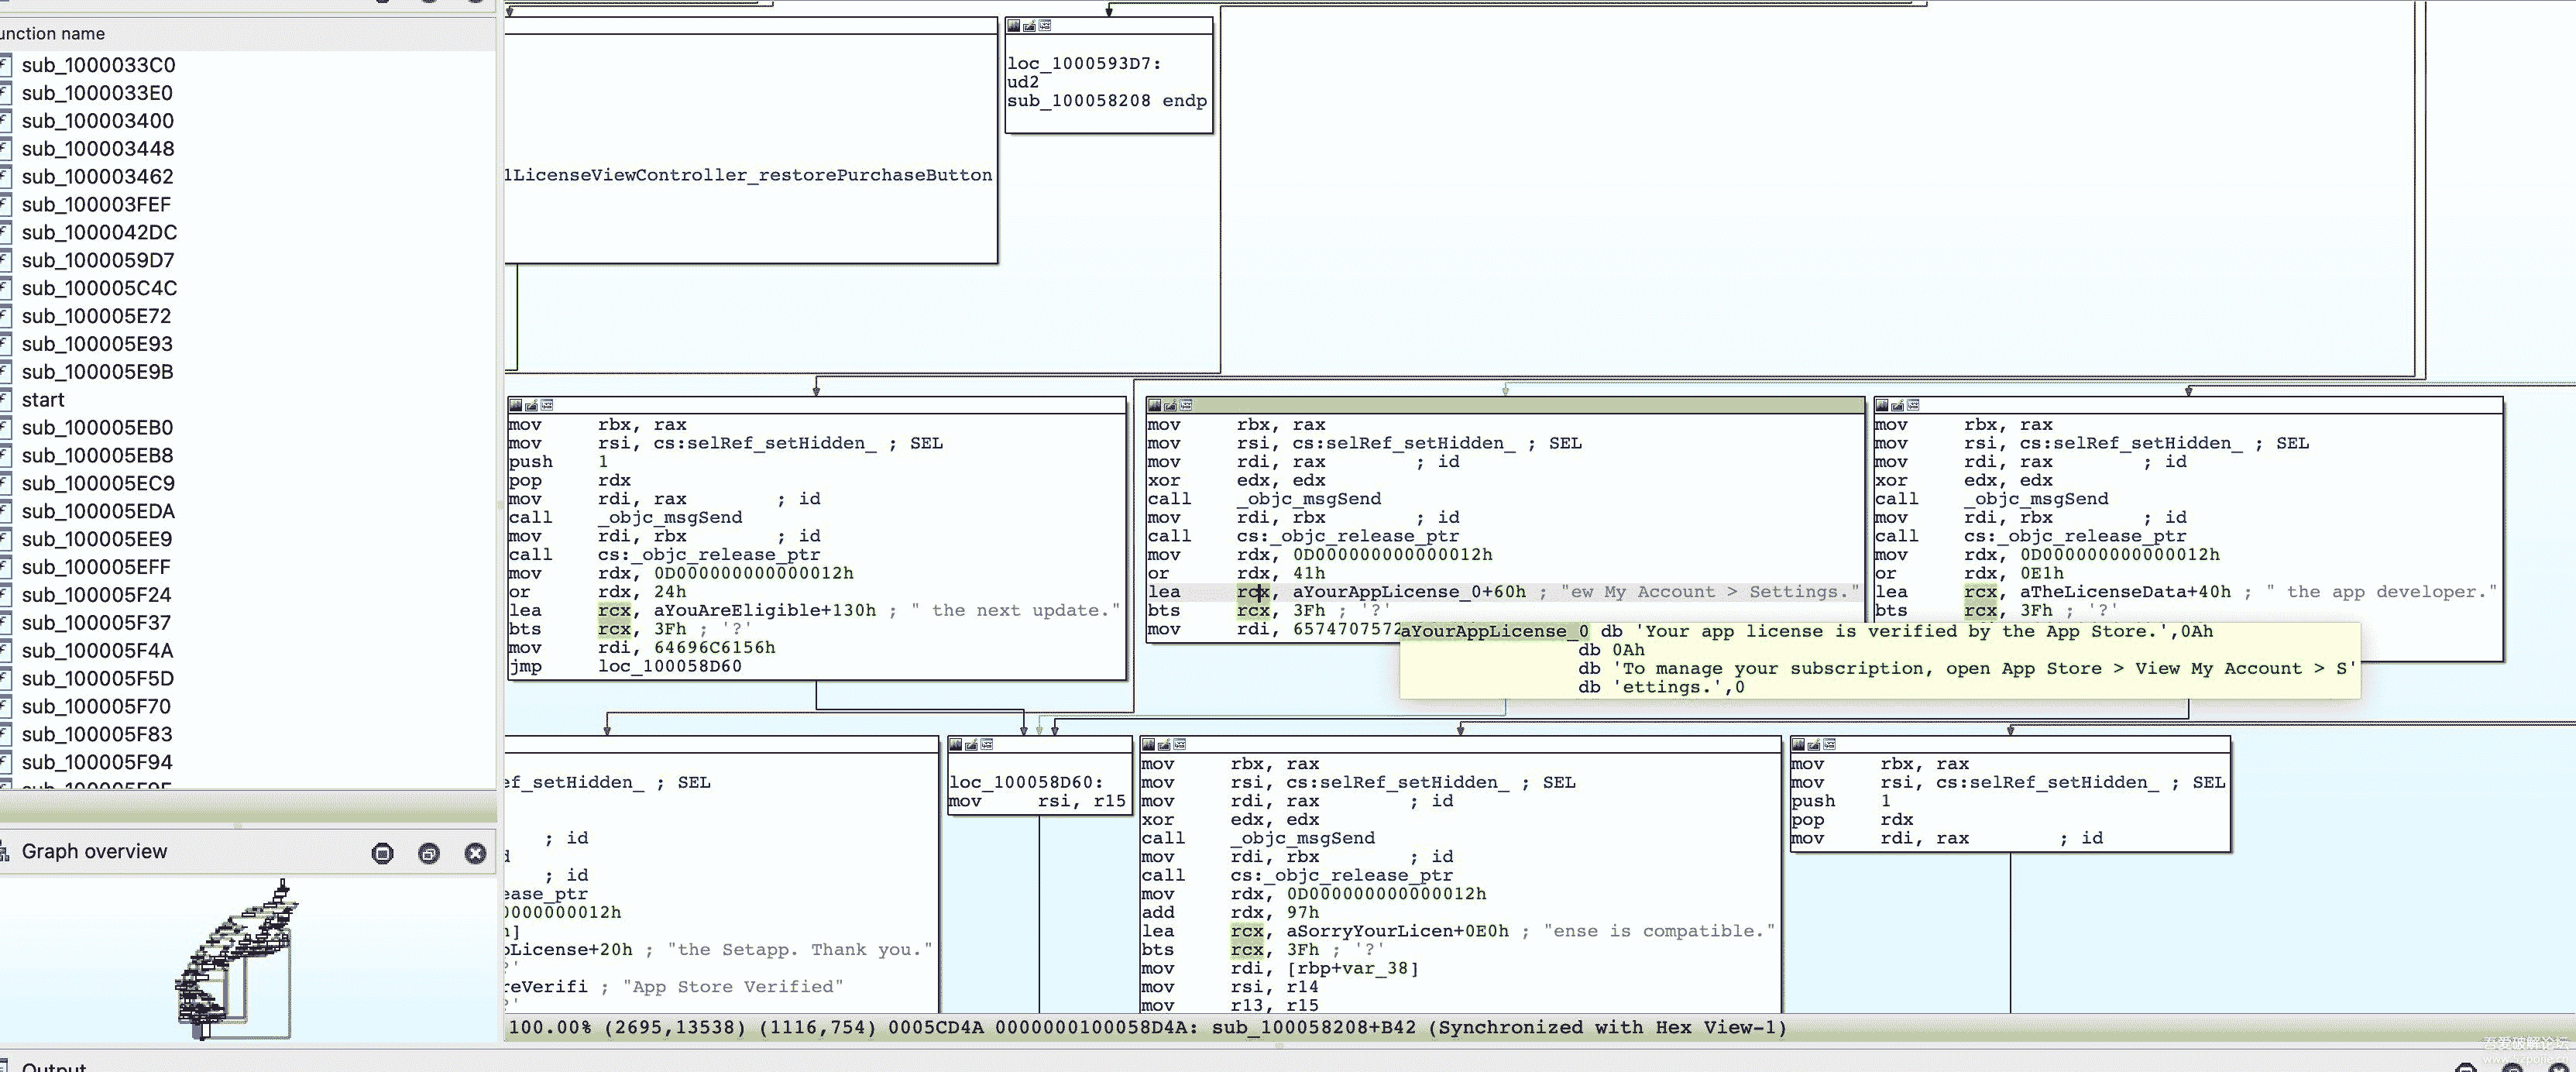 unction name
sub_1000033C0
sub_1000033E0
sub_100003400
sub_100003448
sub_100003462
sub_100003FEF
sub_1000042DC
sub_1000059D7
sub_100005C4C
sub_100005E72
sub_100005E93
sub_100005E9B
start
sub_100005EB0
sub_100005EB8
sub_100005EC9
sub_100005EDA
sub_100005EE9
sub_100005EFF
sub_100005F24
sub_100005F37
sub_100005F4A
sub_100005F5D
sub_100005F70
sub_100005F83
sub_100005F94
Graph overview
Output
lLicenseViewController_restorePurchaseButton
loc_1000593D7:
ud2
sub_100058208 endp
mov rbx, rax
mov rsi, cs:selRef_setHidden_ ; SEL
push 1
pop rdx
mov rdi, rax ; id
call _objc_msgSend
mov rdi, rbx ; id
call cs:_objc_release_ptr
mov rdx, 0D000000000000012h
or rdx, 24h
lea rcx, aYouAreEligible+130h ; " the next update."
bts rcx, 3Fh ; '?'
mov rdi, 64696C6156h
jmp loc_100058D60
mov rbx, rax
mov rsi, cs:selRef_setHidden_ ; SEL
mov rdi, rax ; id
xor edx, edx
call _objc_msgSend
mov rdi, rbx ; id
call cs:_objc_release_ptr
mov rdx, 0D000000000000012h
or rdx, 41h
lea rcx, aYourAppLicense_0+60h ; "ew My Account > Settings."
bts rcx, 3Fh ; '?'
mov rdi, 6574707572
aYourAppLicense_0 db 'Your app license is verified by the App Store.',0Ah
db 0Ah
db 'To manage your subscription, open App Store > View My Account > S'
db 'ettings.',0
mov rbx, rax
mov rsi, cs:selRef_setHidden_ ; SEL
mov rdi, rax ; id
xor edx, edx
call _objc_msgSend
mov rdi, rbx ; id
call cs:_objc_release_ptr
mov rdx, 0D000000000000012h
or rdx, 0E1h
lea rcx, aTheLicenseData+40h ; " the app developer."
bts rcx, 3Fh ; '?'
ef_setHidden_ ; SEL
; id
; id
ease_ptr
0000000012h
]
License+20h ; "the Setapp. Thank you."
?'
reVerifi ; "App Store Verified"
?'
loc_100058D60:
mov rsi, r15
mov rbx, rax
mov rsi, cs:selRef_setHidden_ ; SEL
mov rdi, rax ; id
xor edx, edx
call _objc_msgSend
mov rdi, rbx ; id
call cs:_objc_release_ptr
mov rdx, 0D000000000000012h
add rdx, 97h
lea rcx, aSorryYourLicen+0E0h ; "ense is compatible."
bts rcx, 3Fh ; '?'
mov rdi, [rbp+var_38]
mov rsi, r14
mov r13, r15
mov rbx, rax
mov rsi, cs:selRef_setHidden_ ; SEL
push 1
pop rdx
mov rdi, rax ; id
100.00% (2695,13538) (1116,754) 0005CD4A 0000000100058D4A: sub_100058208+B42 (Synchronized with Hex View-1)
吾爱破解论坛
www.52pojie.cn